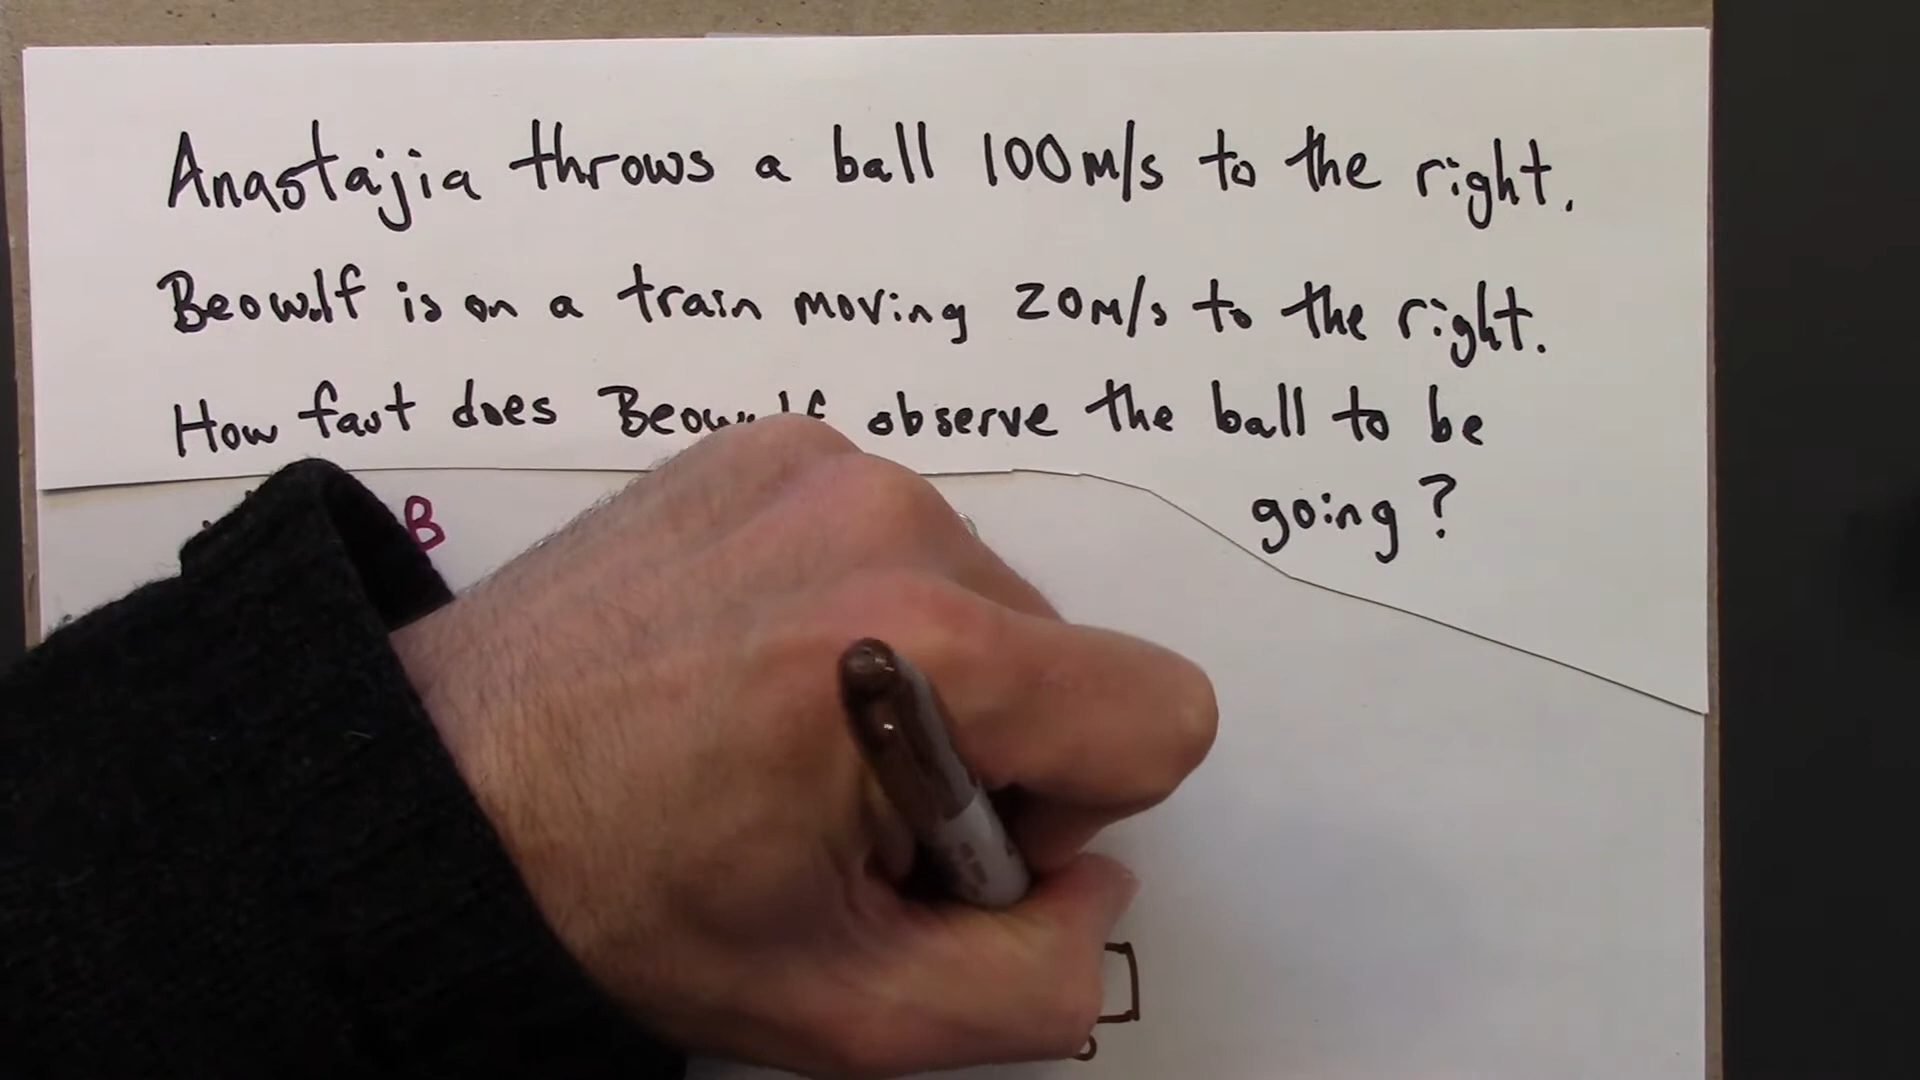 Anastajia throws a ball 100m/s to the right.
Beowulf is on a train moving 20m/s to the right.
How fast does Beowulf observe the ball to be
going?
B